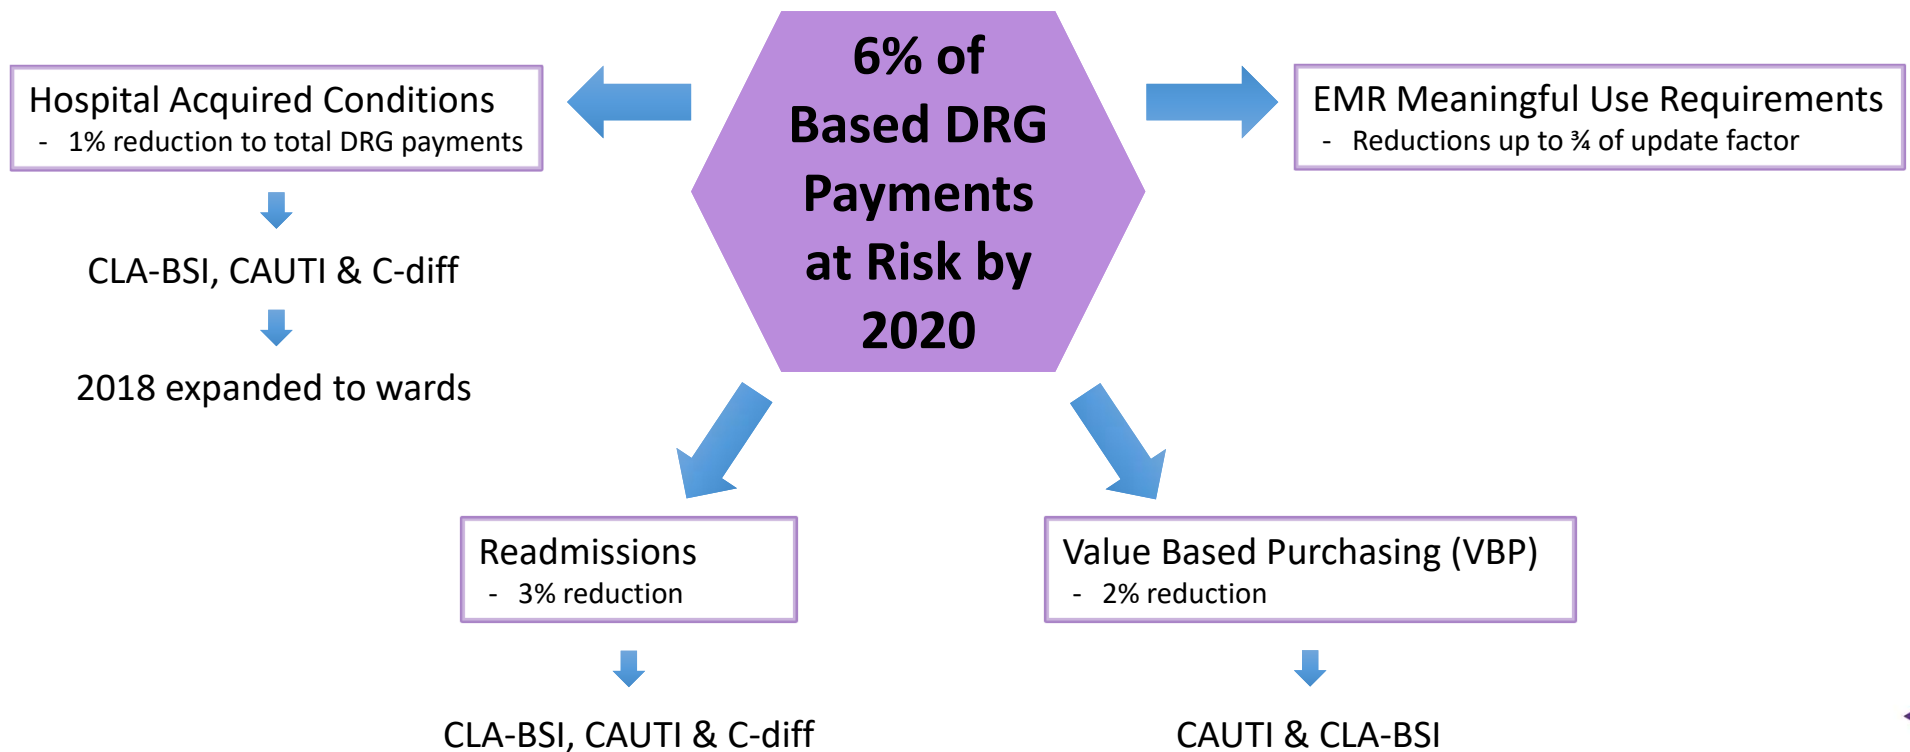 6% of
Based DRG
Payments
at Risk by
2020
Hospital Acquired Conditions
- 1% reduction to total DRG payments
CLA-BSI, CAUTI & C-diff
2018 expanded to wards
EMR Meaningful Use Requirements
- Reductions up to ¾ of update factor
Readmissions
- 3% reduction
CLA-BSI, CAUTI & C-diff
Value Based Purchasing (VBP)
- 2% reduction
CAUTI & CLA-BSI